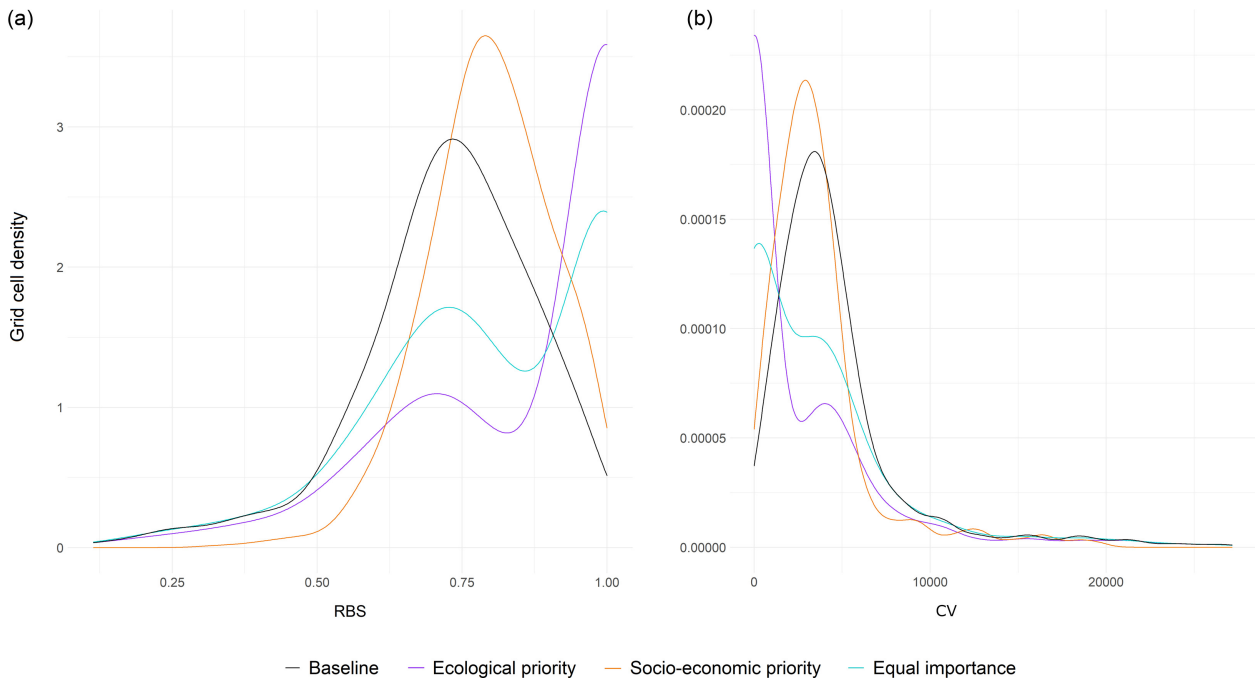 (a)
(b)
Grid cell density
3
2
1
0
0.25 0.50 0.75 1.00
RBS
0.00020
0.00015
0.00010
0.00005
0.00000
0 10000 20000
CV
Baseline Ecological priority Socio-economic priority Equal importance